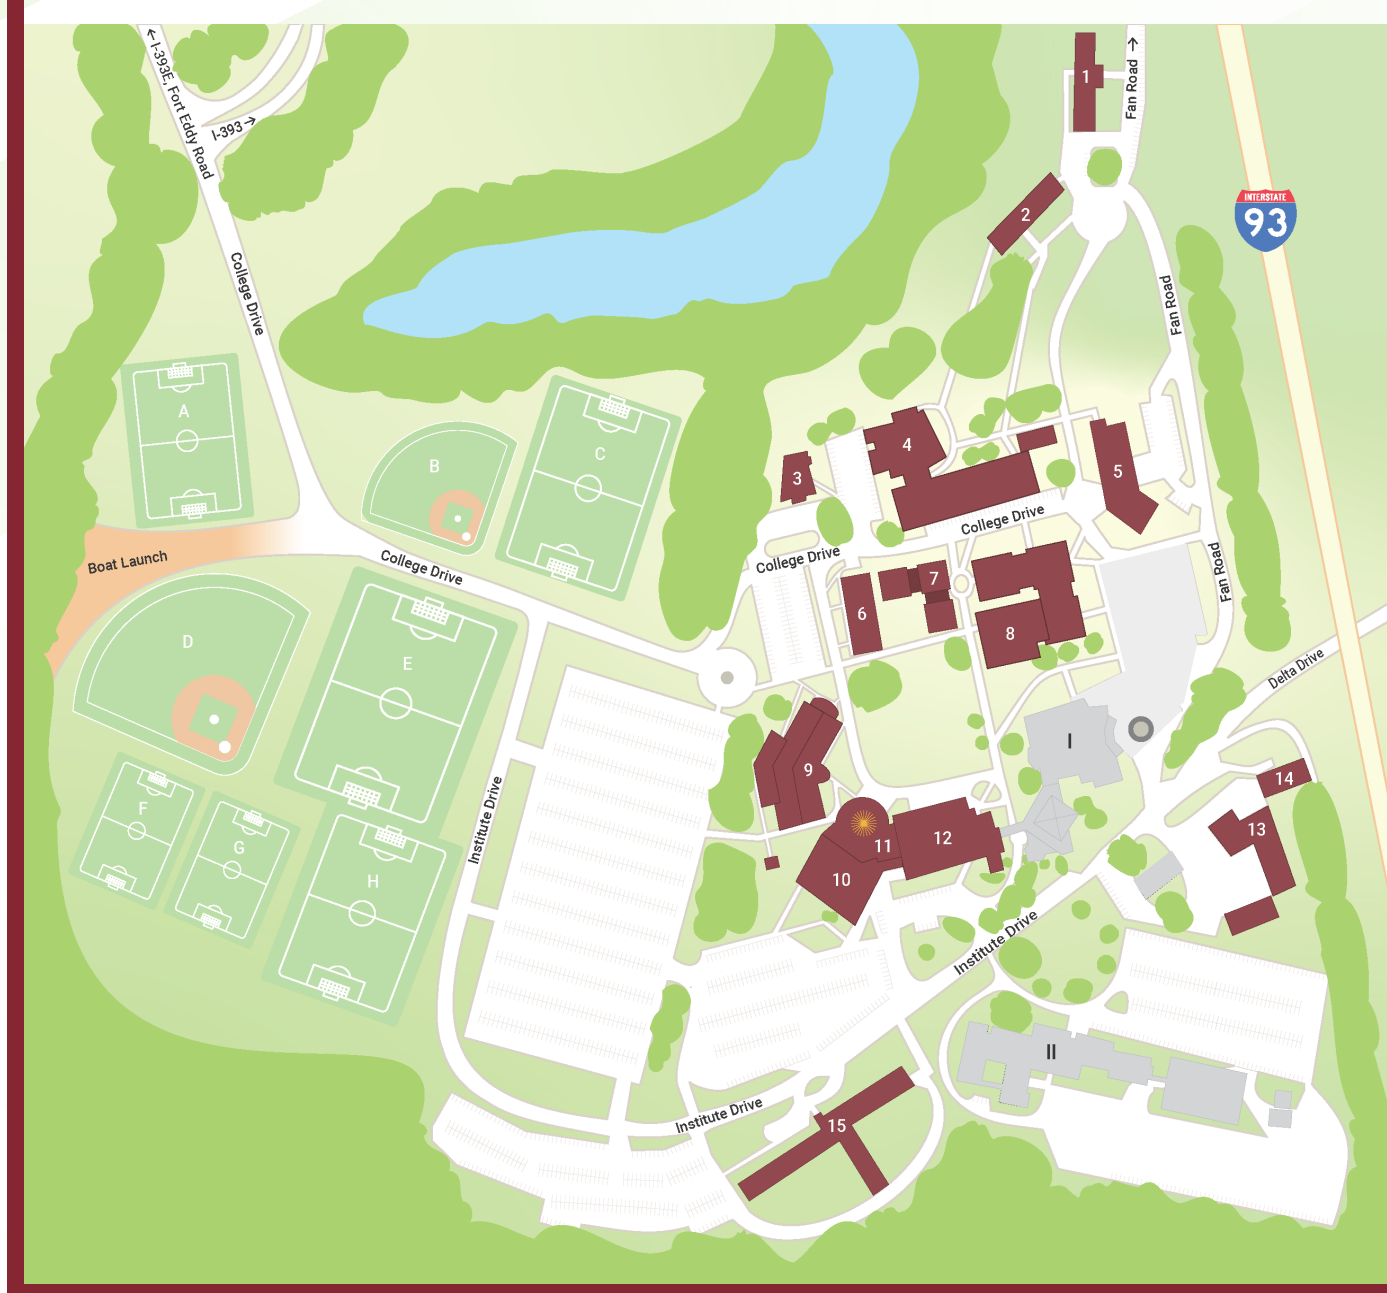 ← I-393E, Fort Eddy Road
I-393 →
Fan Road →
1
2
INTERSTATE
93
College Drive
Fan Road
A
B
C
3
4
5
College Drive
College Drive
Boat Launch
College Drive
Fan Road
6
7
8
D
E
Delta Drive
I
9
14
F
G
H
Institute Drive
10
11
12
13
Institute Drive
II
Institute Drive
15